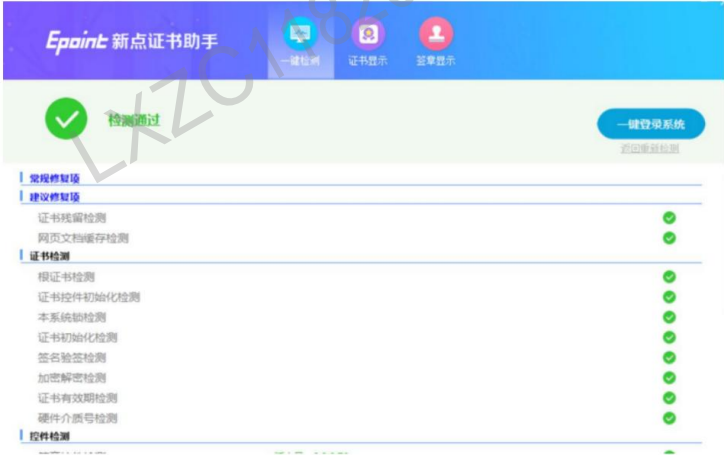 Epoint 新点证书助手
一键检测 证书显示 签章显示
检测通过
一键登录系统
返回重新检测
常规修复项
建议修复项
证书残留检测
网页文档缓存检测
证书检测
根证书检测
证书控件初始化检测
本系统锁检测
证书初始化检测
签名验签检测
加密解密检测
证书有效期检测
硬件介质号检测
控件检测